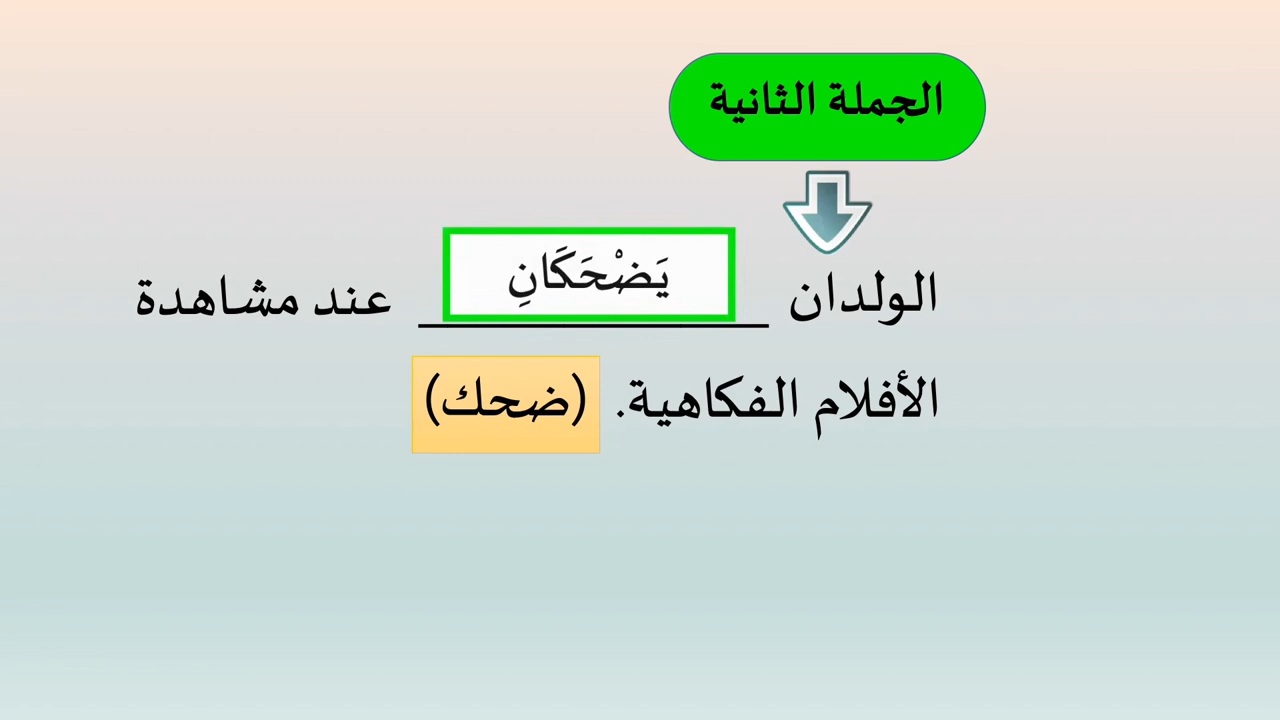 الجملة الثانية
الولدان يَضْحَكَانِ عند مشاهدة
الأفلام الفكاهية. (ضحك)